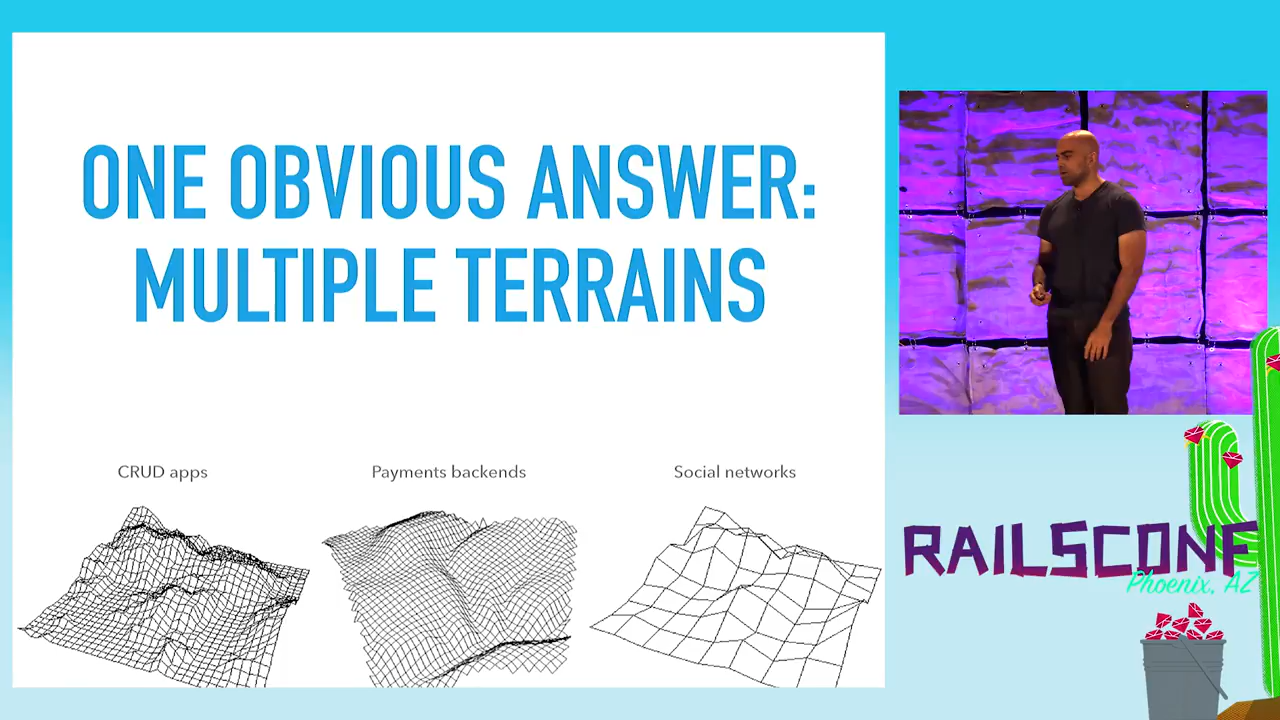 ONE OBVIOUS ANSWER:
MULTIPLE TERRAINS
CRUD apps
Payments backends
Social networks
RAILSCONF
Phoenix, AZ